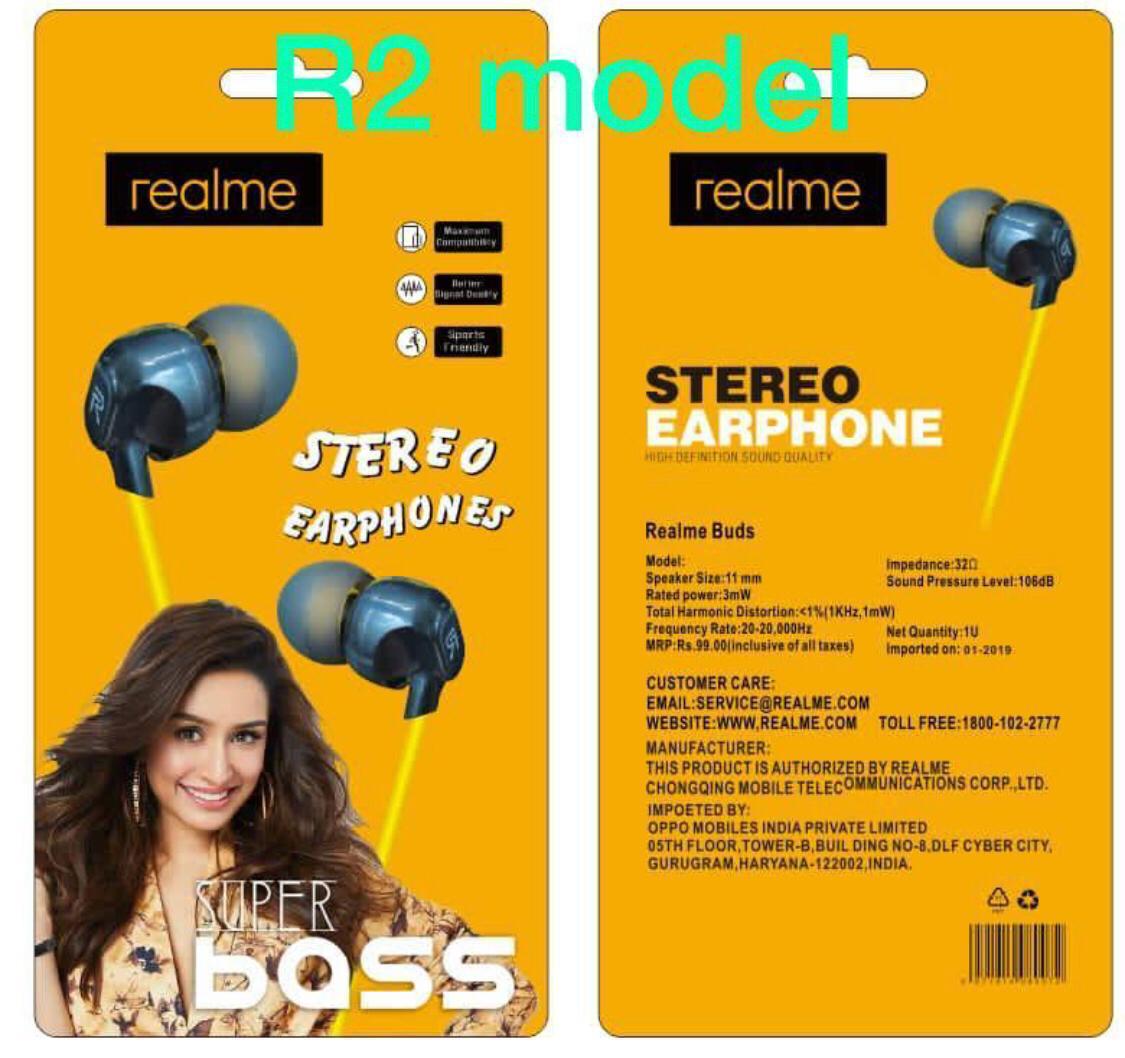 R2 model
realme
Maximum
Compatibility
Better
Signal Quality
Sports
Friendly
STEREO
EARPHONES
SUPER
bass
realme
STEREO
EARPHONE
HIGH DEFINITION SOUND QUALITY
Realme Buds
Model:
Speaker Size:11 mm
Rated power:3mW
Total Harmonic Distortion:<1%(1KHz,1mW)
Frequency Rate:20-20,000Hz
MRP:Rs.99.00(inclusive of all taxes)
Impedance:32Ω
Sound Pressure Level:106dB
Net Quantity:1U
Imported on: 01-2019
CUSTOMER CARE:
EMAIL:SERVICE@REALME.COM
WEBSITE:WWW,REALME.COM TOLL FREE:1800-102-2777
MANUFACTURER:
THIS PRODUCT IS AUTHORIZED BY REALME
CHONGQING MOBILE TELECOMMUNICATIONS CORP.,LTD.
IMPOETED BY:
OPPO MOBILES INDIA PRIVATE LIMITED
05TH FLOOR,TOWER-B,BUIL DING NO-8,DLF CYBER CITY,
GURUGRAM,HARYANA-122002,INDIA.